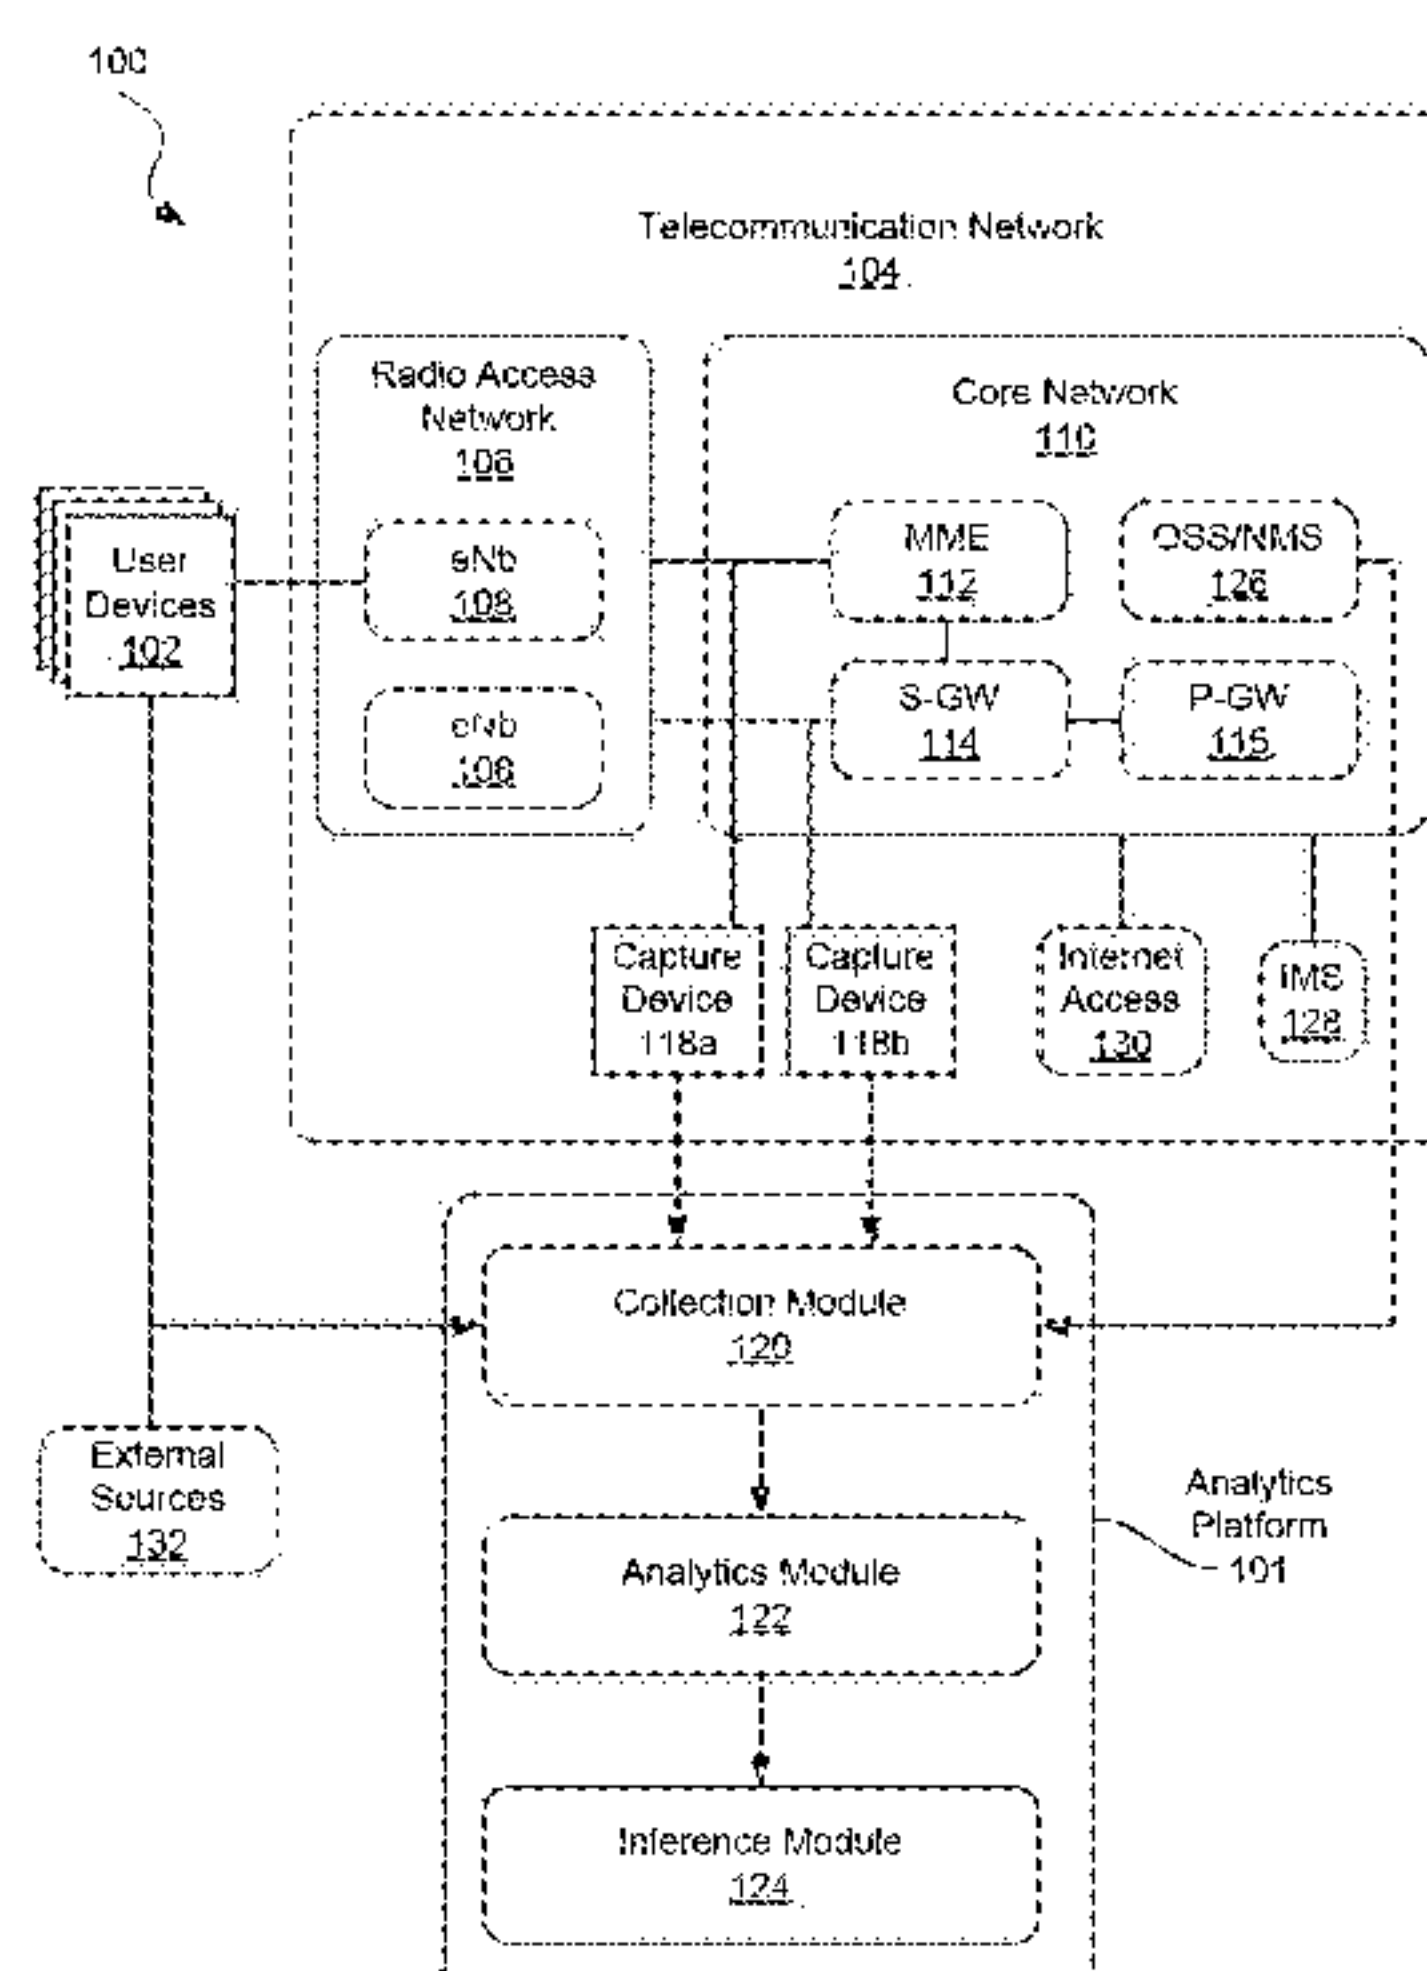 100
Telecommunication Network
104
Radio Access
Network
106
Core Network
110
User
Devices
102
eNb
108
eNb
108
MME
112
OSS/NMS
126
S-GW
114
P-GW
116
Capture
Device
118a
Capture
Device
118b
Internet
Access
130
IMS
128
Collection Module
120
External
Sources
132
Analytics
Platform
101
Analytics Module
122
Inference Module
124